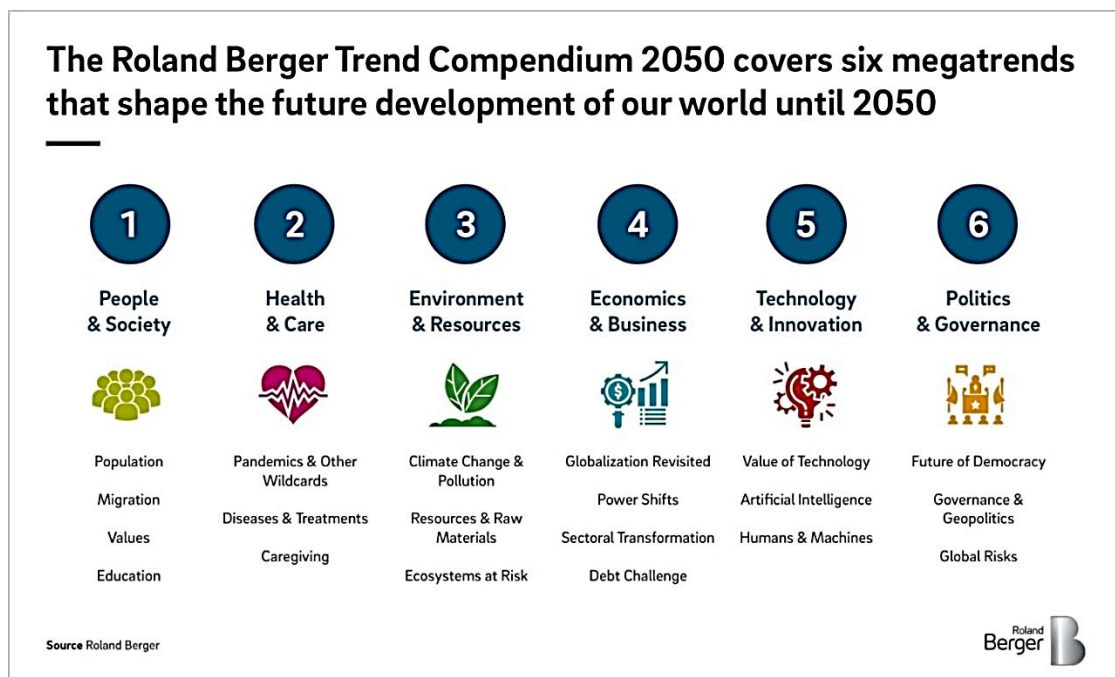 The Roland Berger Trend Compendium 2050 covers six megatrends
that shape the future development of our world until 2050
1
People
& Society
Population
Migration
Values
Education
2
Health
& Care
Pandemics & Other
Wildcards
Diseases & Treatments
Caregiving
3
Environment
& Resources
Climate Change &
Pollution
Resources & Raw
Materials
Ecosystems at Risk
4
Economics
& Business
$
Globalization Revisited
Power Shifts
Sectoral Transformation
Debt Challenge
5
Technology
& Innovation
Value of Technology
Artificial Intelligence
Humans & Machines
6
Politics
& Governance
Future of Democracy
Governance &
Geopolitics
Global Risks
Source Roland Berger
Roland
Berger
B